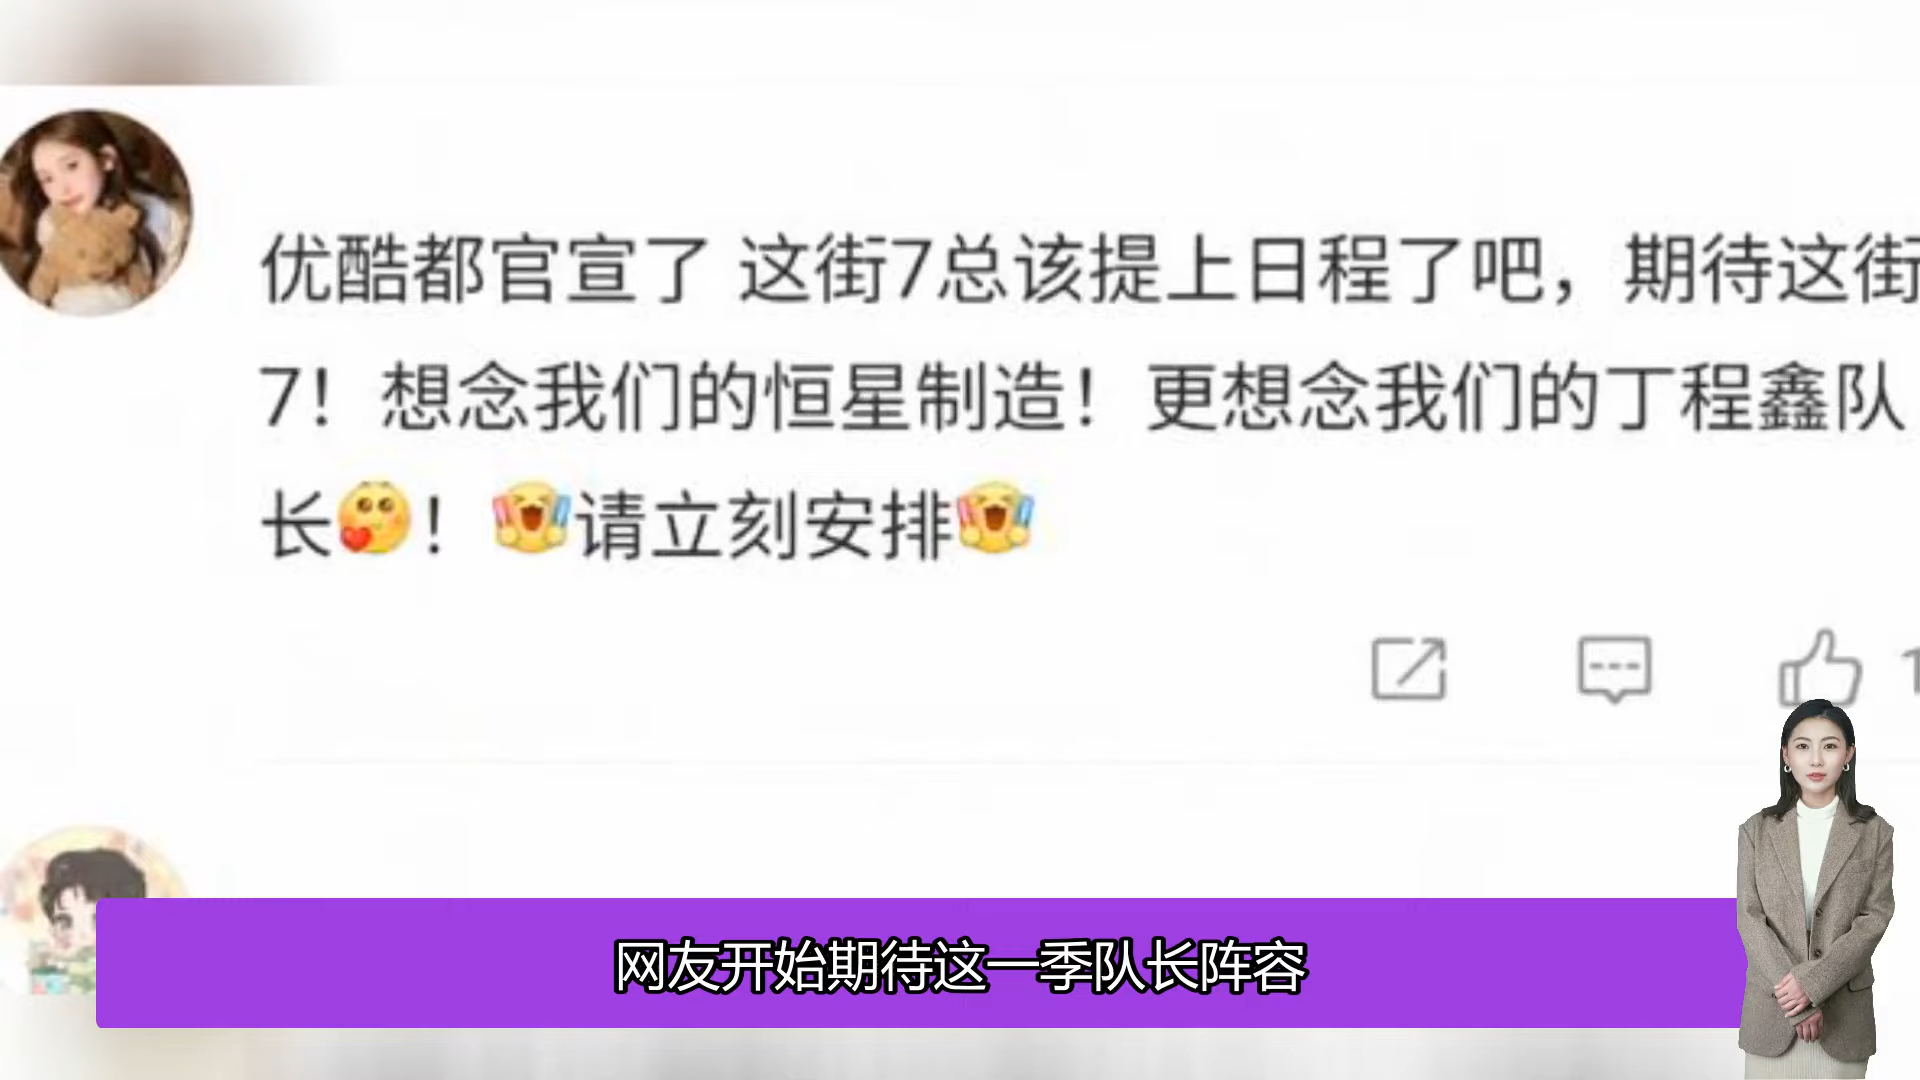 优酷都官宣了 这街7总该提上日程了吧，期待这街
7！想念我们的恒星制造！更想念我们的丁程鑫队
长！请立刻安排
1
网友开始期待这一季队长阵容